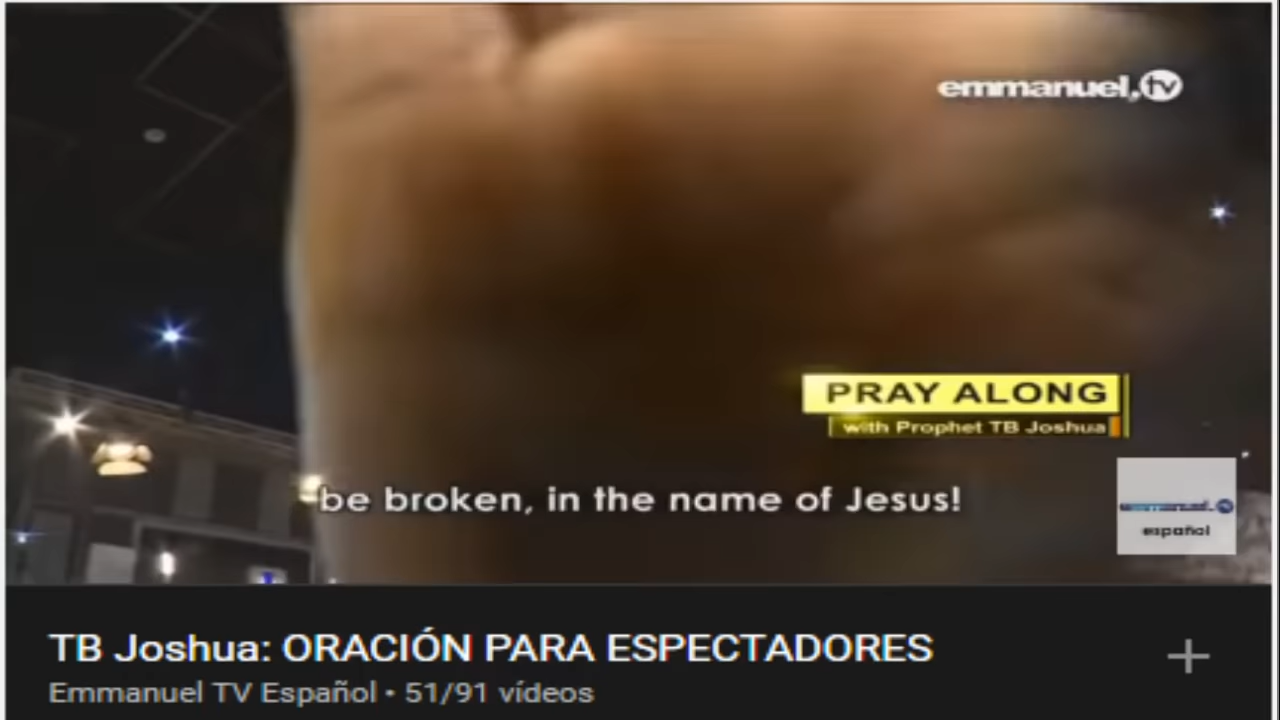 emmanuel.tv
PRAY ALONG
with Prophet TB Joshua
be broken, in the name of Jesus!
emmanuel.tv
español
TB Joshua: ORACIÓN PARA ESPECTADORES
Emmanuel TV Español • 51/91 vídeos